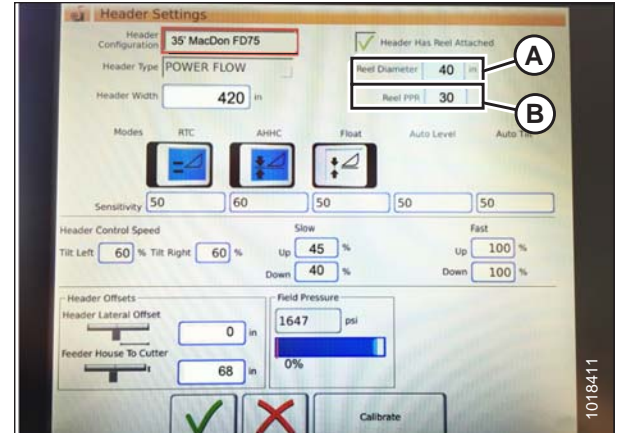 Header Settings
Header Configuration 35' MacDon FD75 Header Has Reel Attached
A
Header Type POWER FLOW Reel Diameter 40 in
Header Width 420 in Reel PPR 30
B
Modes RTC AHHC Float Auto Level Auto Tilt
Sensitivity 50 60 50 50 50
Header Control Speed Slow Fast
Tilt Left 60 % Tilt Right 60 % Up 45 % Up 100 %
Down 40 % Down 100 %
Header Offsets Field Pressure
Header Lateral Offset 1647 psi
0 in
Feeder House To Cutter 0%
68 in
Calibrate
1018411